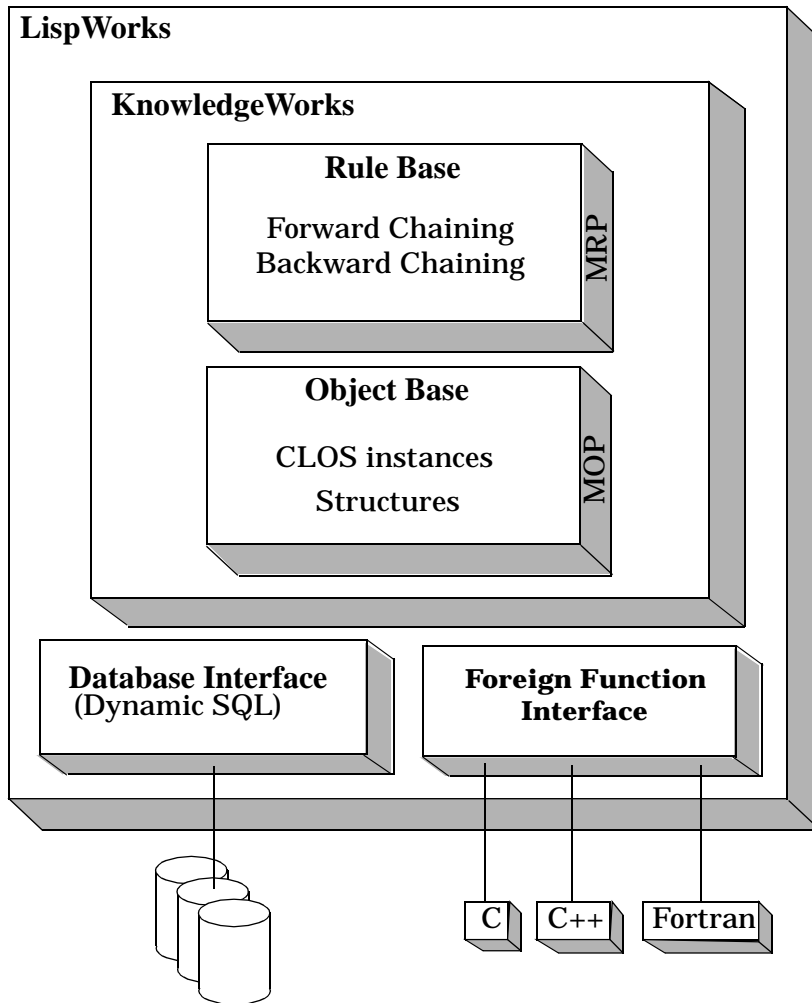 LispWorks
KnowledgeWorks
Rule Base
Forward Chaining
Backward Chaining
MRP
Object Base
CLOS instances
Structures
MOP
Database Interface
(Dynamic SQL)
Foreign Function
Interface
C
C++
Fortran